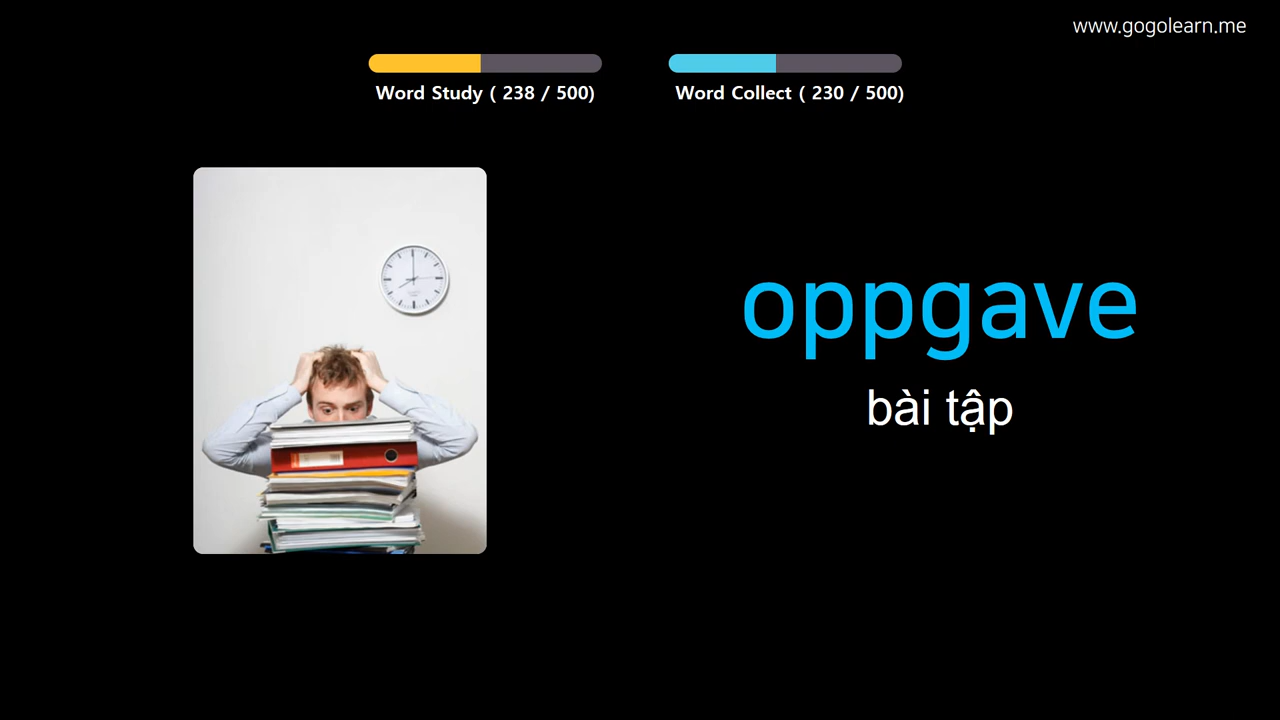 www.gogolearn.me
Word Study ( 238 / 500)
Word Collect ( 230 / 500)
oppgave
bài tập